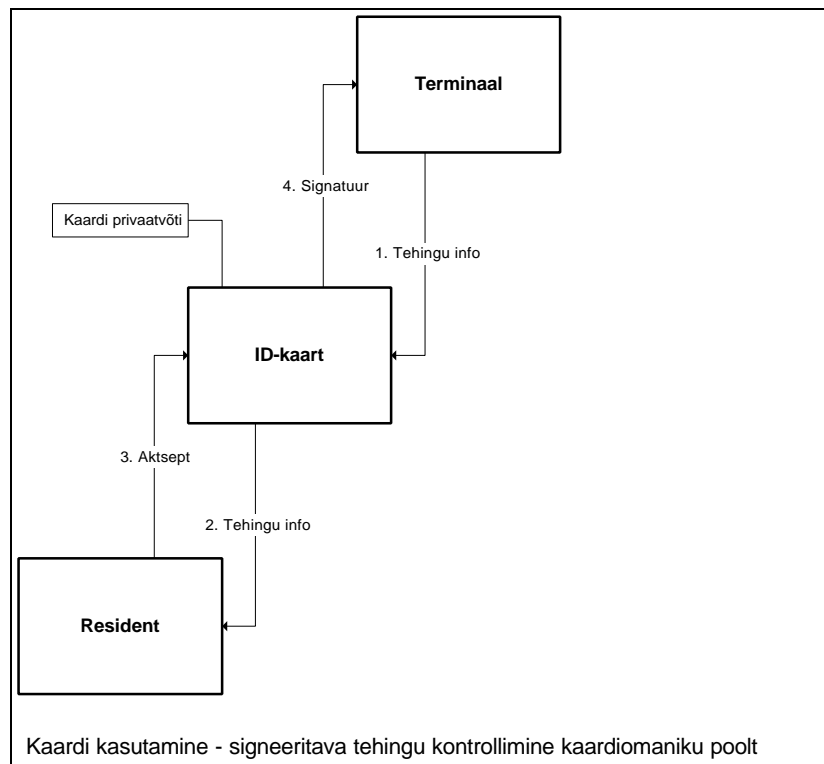 Terminaal
4. Signatuur
Kaardi privaatvõti
1. Tehingu info
ID-kaart
3. Aktsept
2. Tehingu info
Resident
Kaardi kasutamine - signeeritava tehingu kontrollimine kaardiomaniku poolt